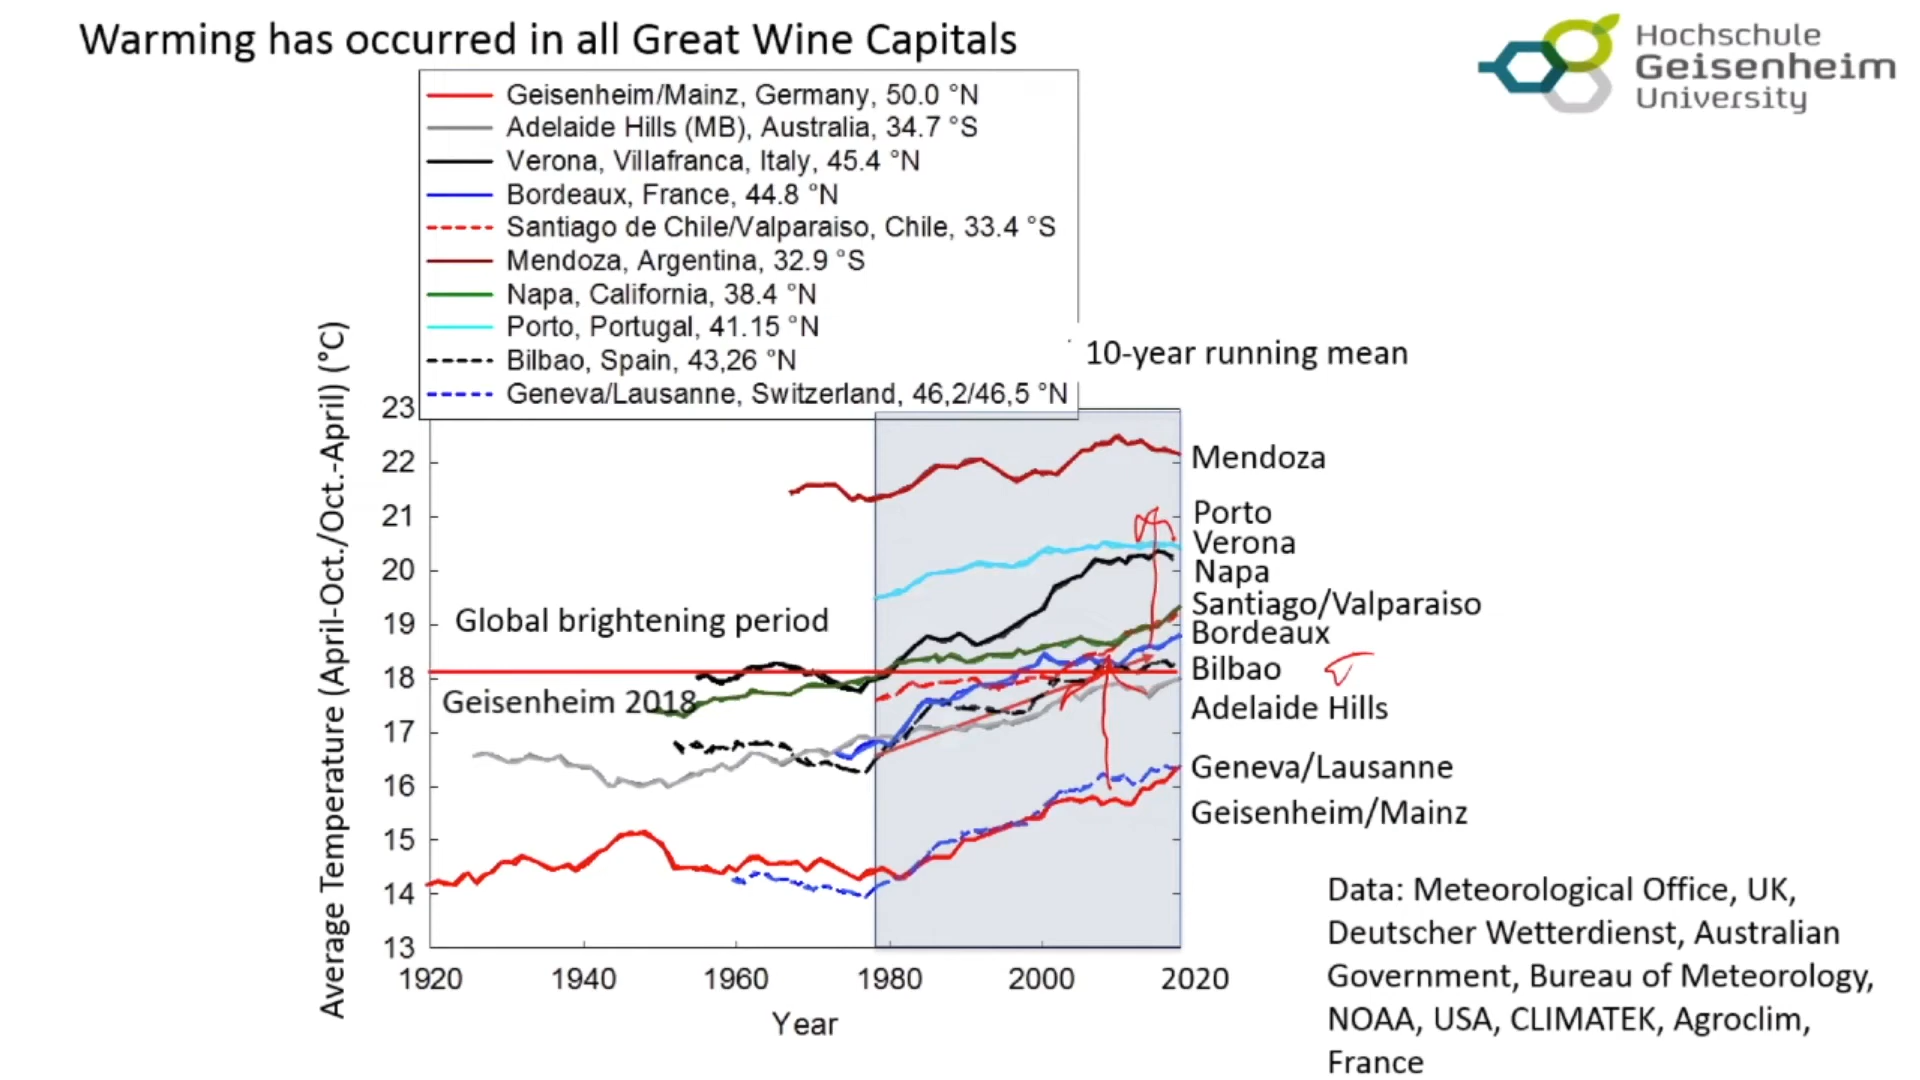 Warming has occurred in all Great Wine Capitals
Hochschule
Geisenheim
University
Geisenheim/Mainz, Germany, 50.0 °N
Adelaide Hills (MB), Australia, 34.7 °S
Verona, Villafranca, Italy, 45.4 °N
Bordeaux, France, 44.8 °N
Santiago de Chile/Valparaiso, Chile, 33.4 °S
Mendoza, Argentina, 32.9 °S
Napa, California, 38.4 °N
Porto, Portugal, 41.15 °N
Bilbao, Spain, 43,26 °N
Geneva/Lausanne, Switzerland, 46,2/46,5 °N
10-year running mean
Average Temperature (April-Oct./Oct.-April) (°C)
23
22
21
20
19
18
17
16
15
14
13
Global brightening period
Geisenheim 2018
Mendoza
Porto
Verona
Napa
Santiago/Valparaiso
Bordeaux
Bilbao
Adelaide Hills
Geneva/Lausanne
Geisenheim/Mainz
1920 1940 1960 1980 2000 2020
Year
Data: Meteorological Office, UK,
Deutscher Wetterdienst, Australian
Government, Bureau of Meteorology,
NOAA, USA, CLIMATEK, Agroclim,
France